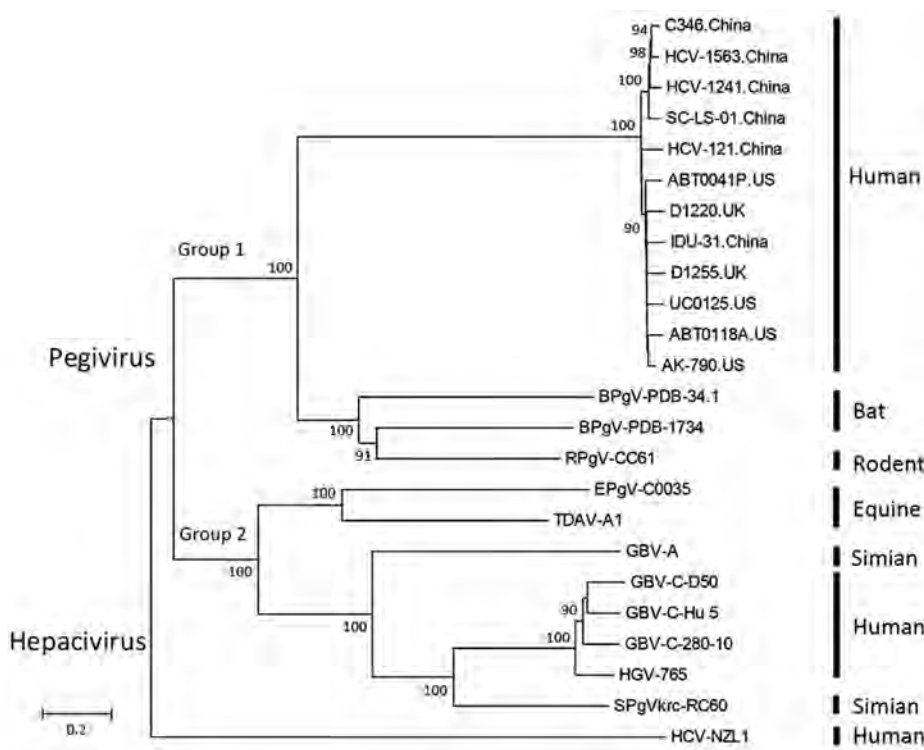 C346.China
94
HCV-1563.China
98
HCV-1241.China
100
SC-LS-01.China
100
HCV-121.China
ABT0041P.US
Human
D1220.UK
90
IDU-31.China
Group 1
D1255.UK
100
UC0125.US
ABT0118A.US
Pegivirus
AK-790.US
BPgV-PDB-34.1
Bat
100
BPgV-PDB-1734
91
RPgV-CC61
Rodent
100
EPgV-C0035
Equine
TDAV-A1
Group 2
100
GBV-A
Simian
GBV-C-D50
90
GBV-C-Hu 5
Human
100
100
GBV-C-280-10
Hepacivirus
HGV-765
100
SPgVkrc-RC60
Simian
0.2
HCV-NZL1
Human